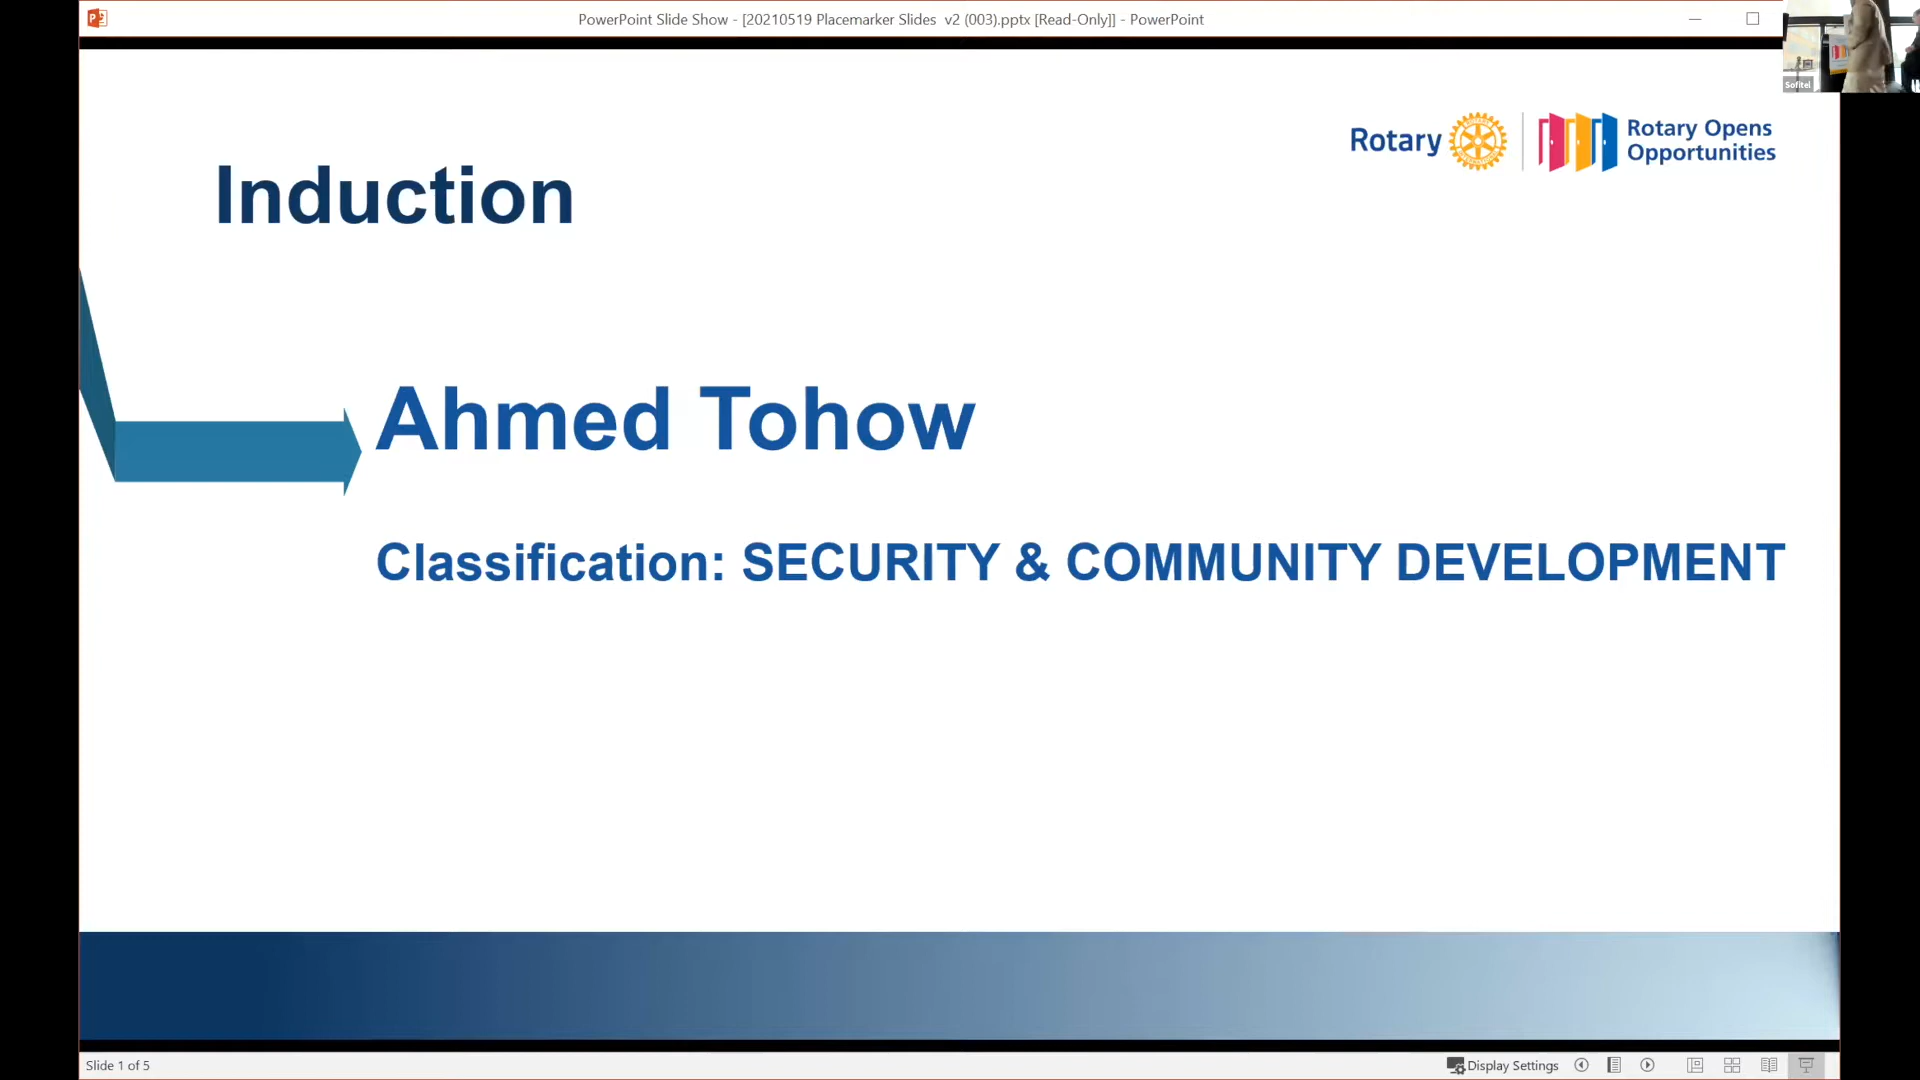 PowerPoint Slide Show - [20210519 Placemarker Slides  v2 (003).pptx [Read-Only]] - PowerPoint
Sofitel
Rotary
Rotary Opens
Opportunities
Induction
Ahmed Tohow
Classification: SECURITY & COMMUNITY DEVELOPMENT
Slide 1 of 5
Display Settings